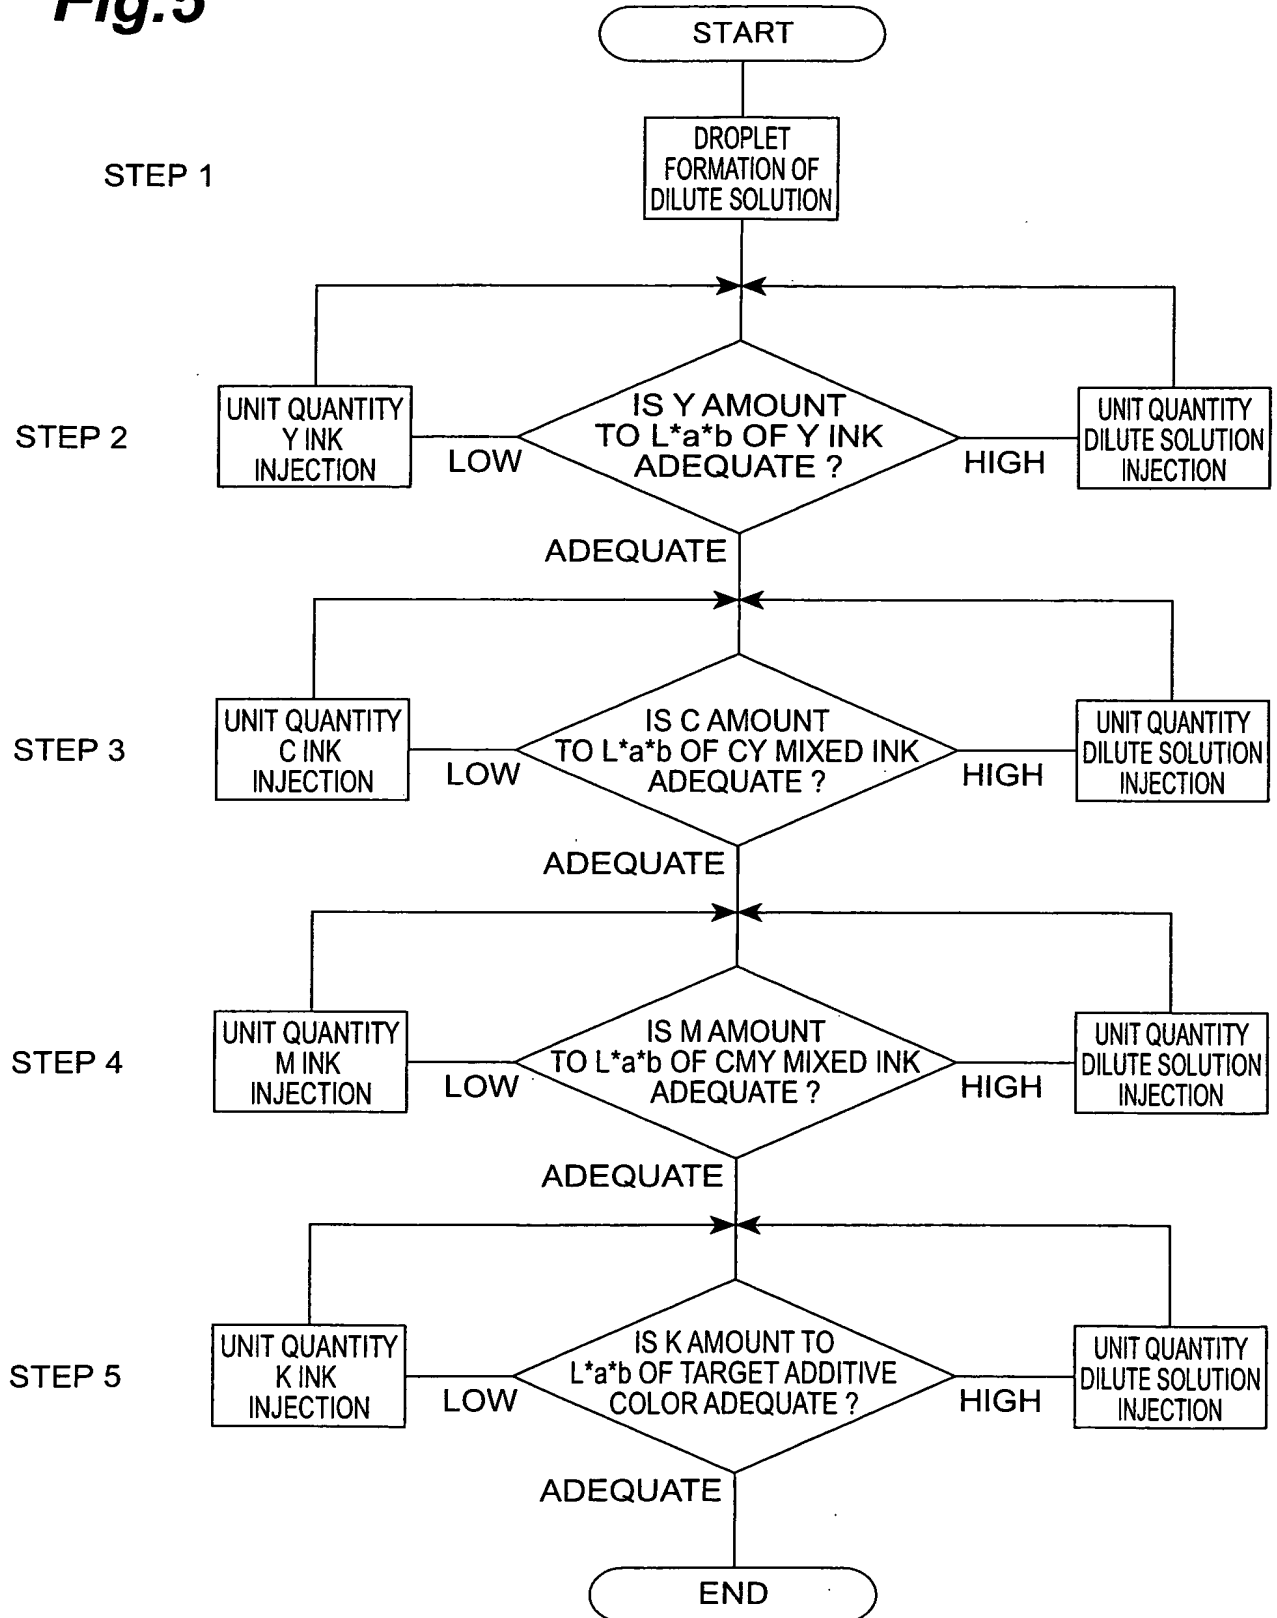 Fig.5
START
STEP 1
DROPLET
FORMATION OF
DILUTE SOLUTION
STEP 2
UNIT QUANTITY
Y INK
INJECTION
LOW
IS Y AMOUNT
TO L*a*b OF Y INK
ADEQUATE ?
HIGH
UNIT QUANTITY
DILUTE SOLUTION
INJECTION
ADEQUATE
STEP 3
UNIT QUANTITY
C INK
INJECTION
LOW
IS C AMOUNT
TO L*a*b OF CY MIXED INK
ADEQUATE ?
HIGH
UNIT QUANTITY
DILUTE SOLUTION
INJECTION
ADEQUATE
STEP 4
UNIT QUANTITY
M INK
INJECTION
LOW
IS M AMOUNT
TO L*a*b OF CMY MIXED INK
ADEQUATE ?
HIGH
UNIT QUANTITY
DILUTE SOLUTION
INJECTION
ADEQUATE
STEP 5
UNIT QUANTITY
K INK
INJECTION
LOW
IS K AMOUNT TO
L*a*b OF TARGET ADDITIVE
COLOR ADEQUATE ?
HIGH
UNIT QUANTITY
DILUTE SOLUTION
INJECTION
ADEQUATE
END